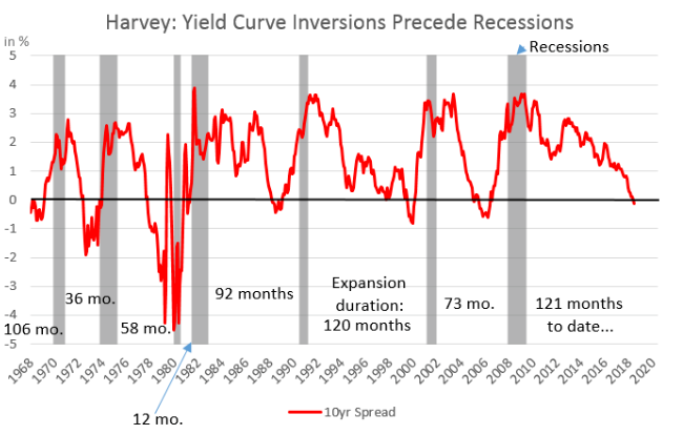 Harvey: Yield Curve Inversions Precede Recessions
in %
Recessions
5
4
3
2
1
0
-1
-2
-3
-4
-5
106 mo.
36 mo.
58 mo.
92 months
Expansion
duration:
120 months
73 mo.
121 months
to date...
1968
1970
1972
1974
1976
1978
1980
1982
1984
1986
1988
1990
1992
1994
1996
1998
2000
2002
2004
2006
2008
2010
2012
2014
2016
2018
2020
12 mo.
10yr Spread